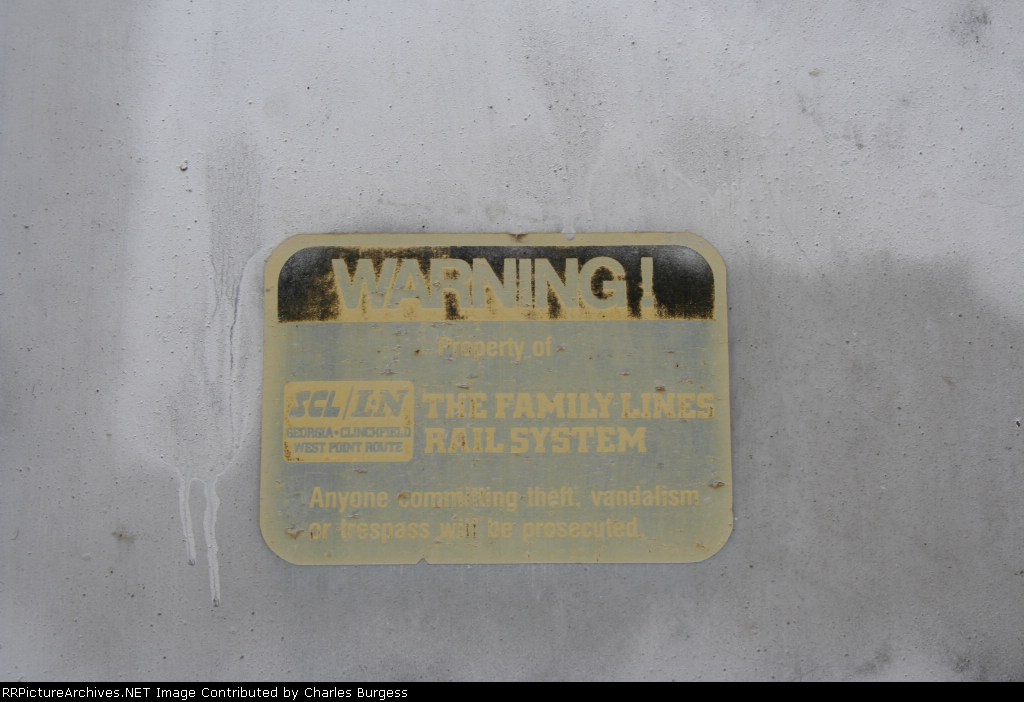 WARNING!
Property of
SCL/L&N
GEORGIA • CLINCHFIELD
WEST POINT ROUTE
THE FAMILY LINES
RAIL SYSTEM
Anyone committing theft, vandalism
or trespass will be prosecuted.
RRPictureArchives.NET Image Contributed by Charles Burgess